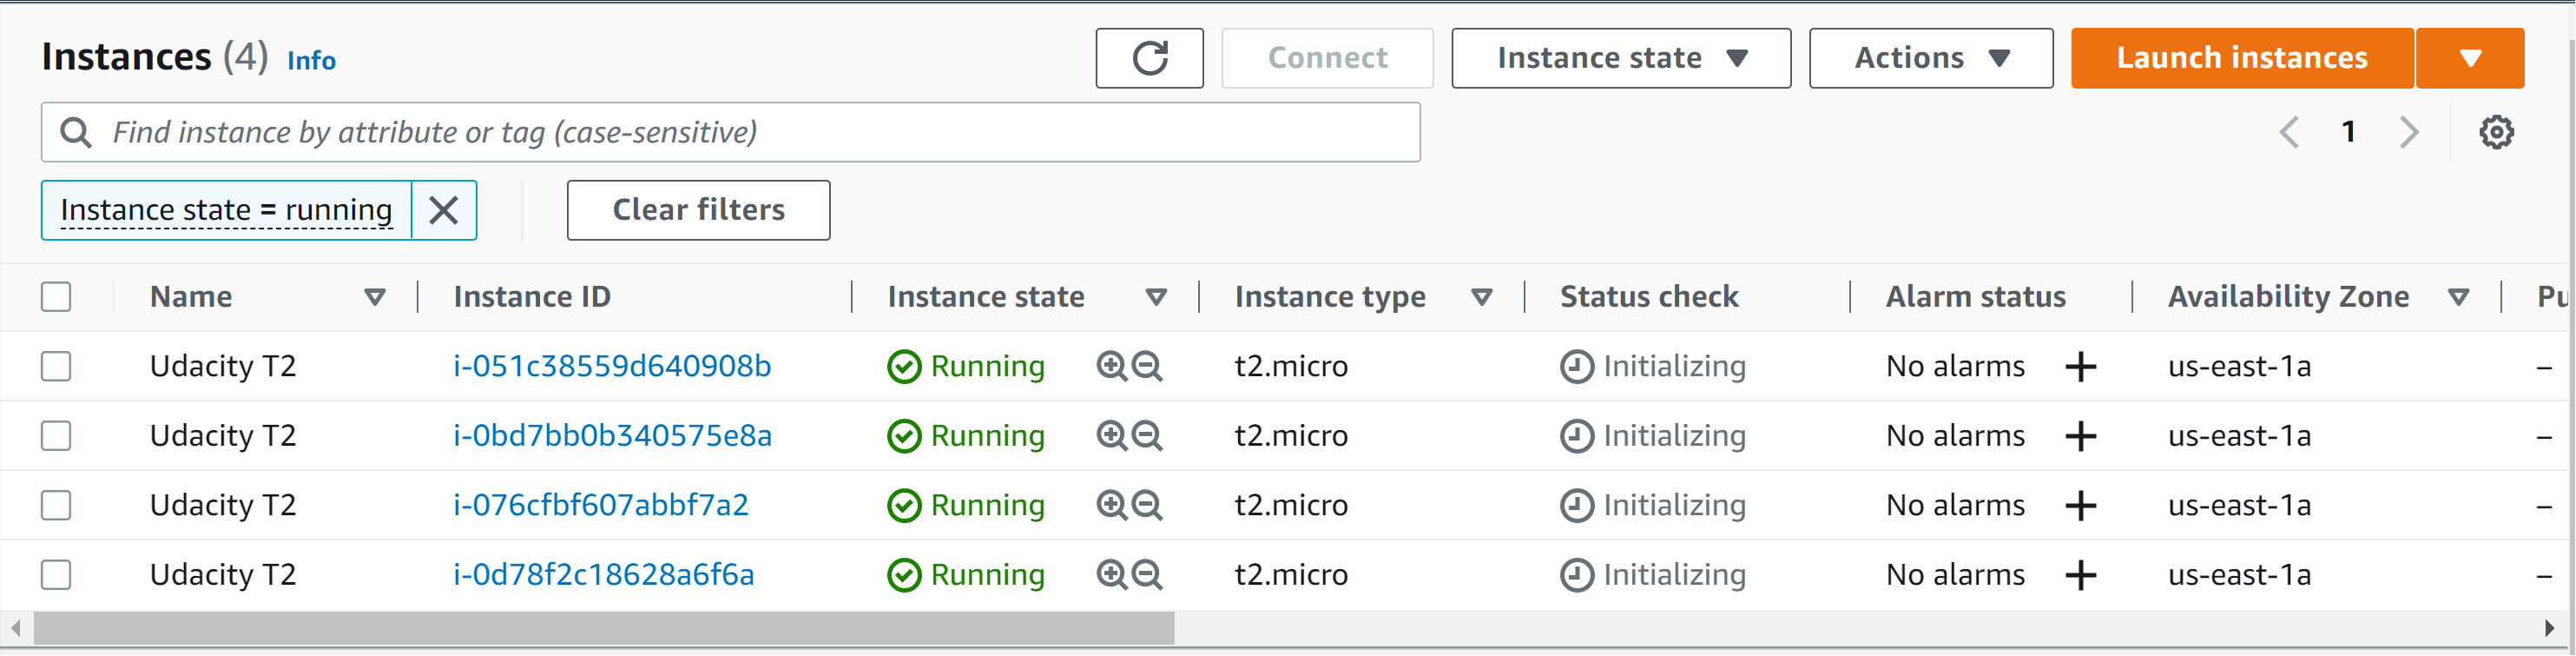 Instances (4) Info Connect Instance state Actions Launch instances
Find instance by attribute or tag (case-sensitive) 1
Instance state = running Clear filters
Name Instance ID Instance state Instance type Status check Alarm status Availability Zone Pu
Udacity T2 i-051c38559d640908b Running t2.micro Initializing No alarms + us-east-1a –
Udacity T2 i-0bd7bb0b340575e8a Running t2.micro Initializing No alarms + us-east-1a –
Udacity T2 i-076cfbf607abbf7a2 Running t2.micro Initializing No alarms + us-east-1a –
Udacity T2 i-0d78f2c18628a6f6a Running t2.micro Initializing No alarms + us-east-1a –